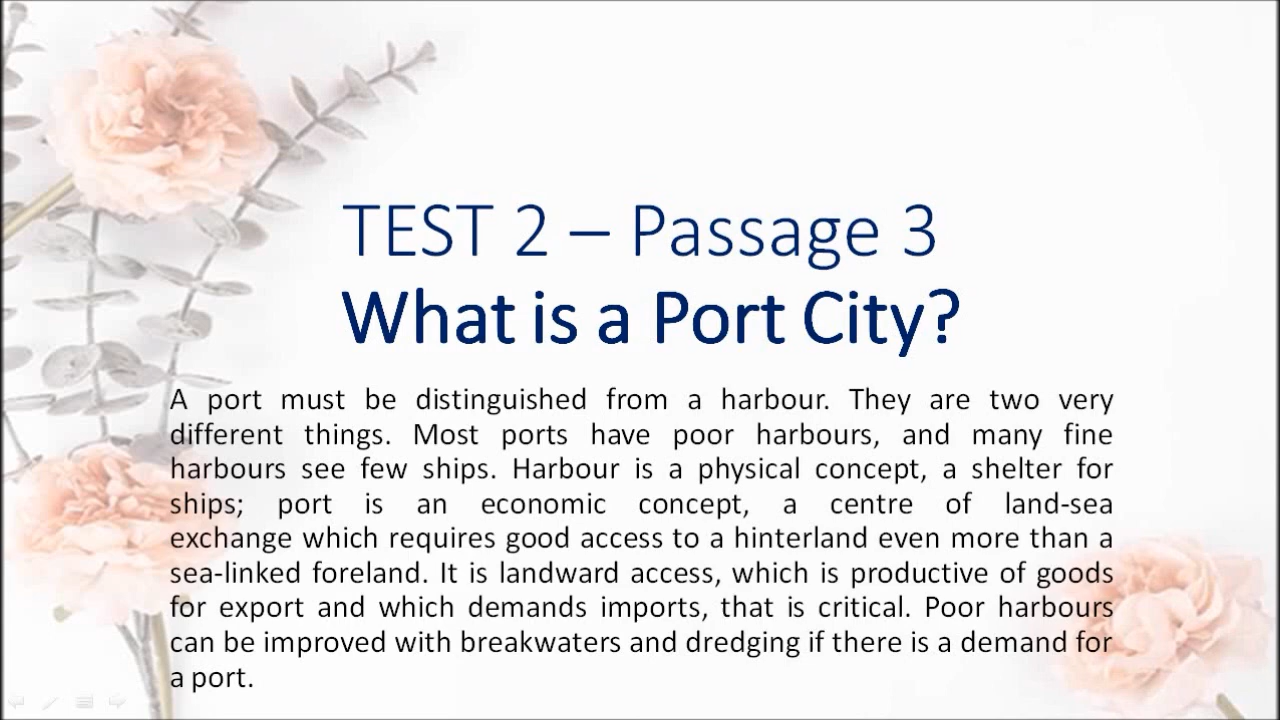 TEST 2 – Passage 3
What is a Port City?
A port must be distinguished from a harbour. They are two very
different things. Most ports have poor harbours, and many fine
harbours see few ships. Harbour is a physical concept, a shelter for
ships; port is an economic concept, a centre of land-sea
exchange which requires good access to a hinterland even more than a
sea-linked foreland. It is landward access, which is productive of goods
for export and which demands imports, that is critical. Poor harbours
can be improved with breakwaters and dredging if there is a demand for
a port.